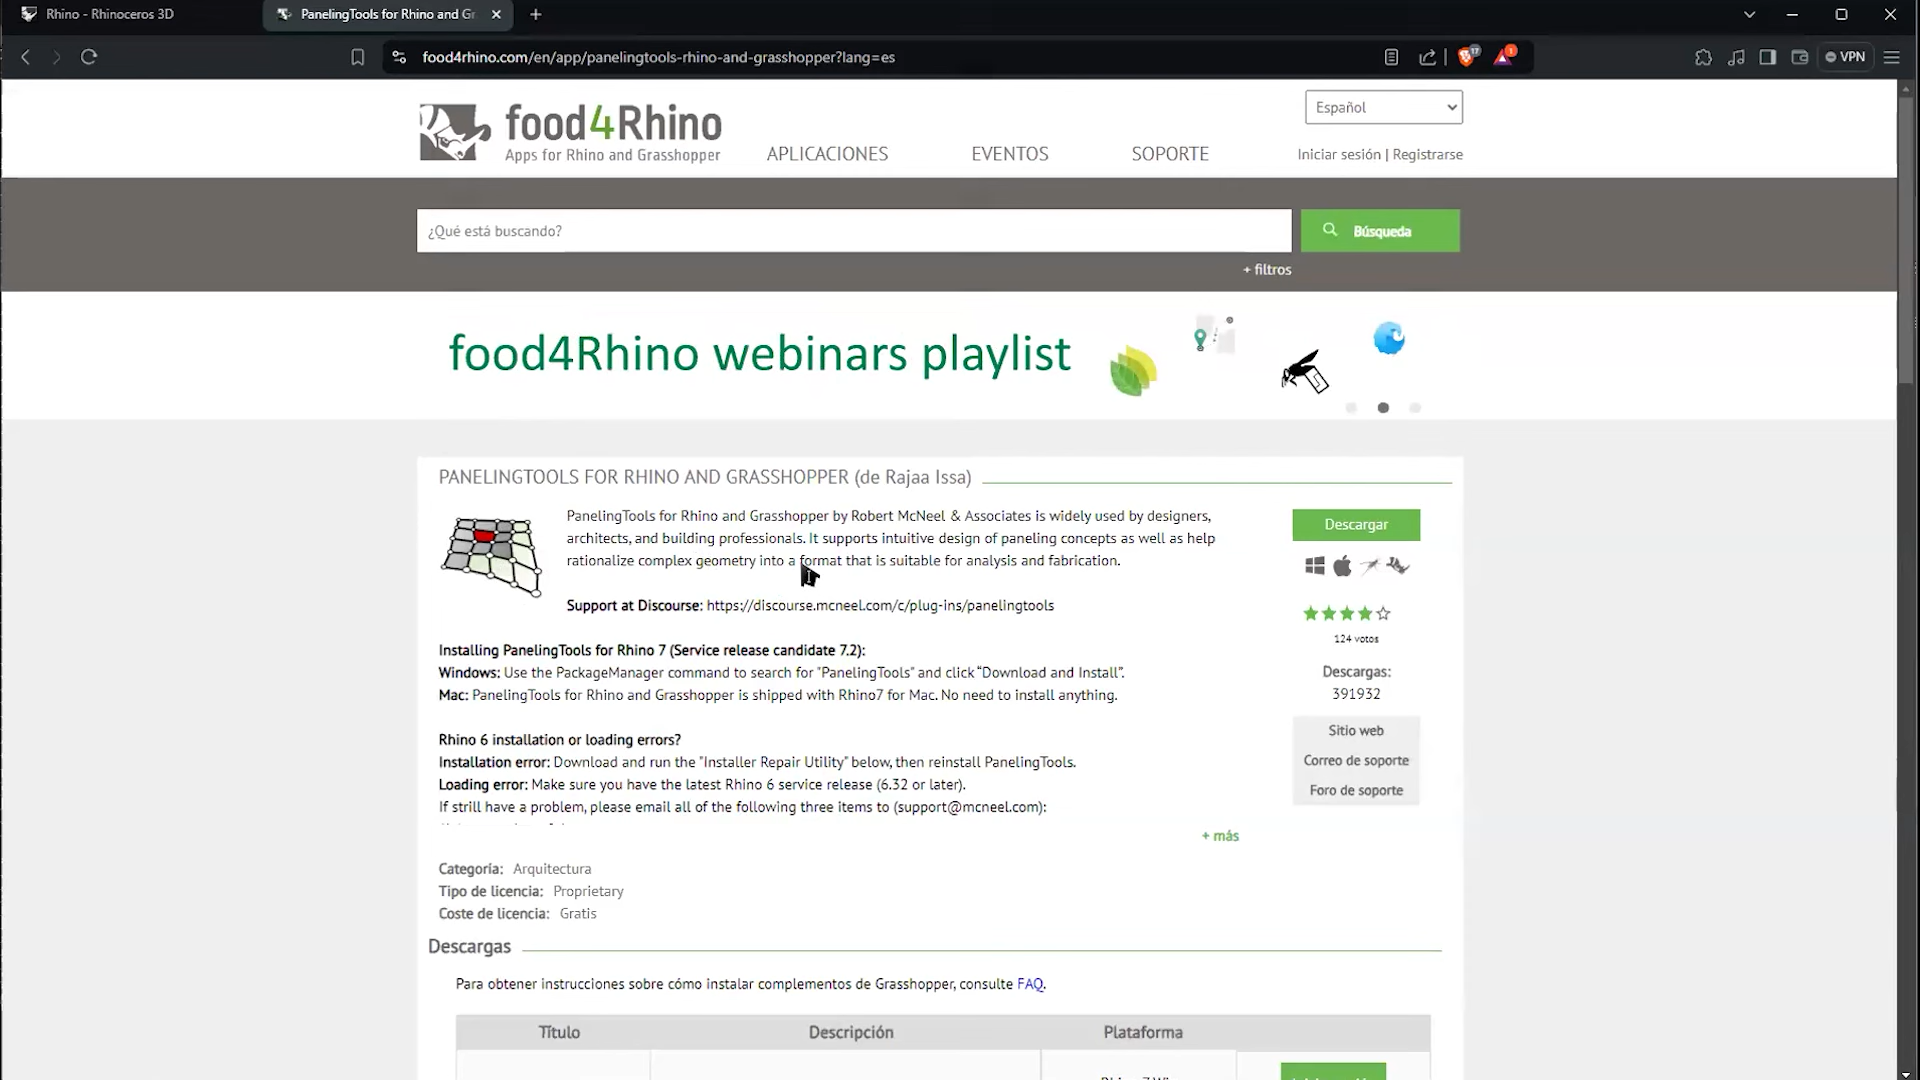 Rhino - Rhinoceros 3D
PanelingTools for Rhino and Gr
food4rhino.com/en/app/panelingtools-rhino-and-grasshopper?lang=es
17
1
VPN
food4Rhino
Apps for Rhino and Grasshopper
APLICACIONES
EVENTOS
SOPORTE
Español
Iniciar sesión | Registrarse
¿Qué está buscando?
Búsqueda
+ filtros
food4Rhino webinars playlist
PANELINGTOOLS FOR RHINO AND GRASSHOPPER (de Rajaa Issa)
PanelingTools for Rhino and Grasshopper by Robert McNeel & Associates is widely used by designers,
architects, and building professionals. It supports intuitive design of paneling concepts as well as help
rationalize complex geometry into a format that is suitable for analysis and fabrication.
Support at Discourse: https://discourse.mcneel.com/c/plug-ins/panelingtools
Installing PanelingTools for Rhino 7 (Service release candidate 7.2):
Windows: Use the PackageManager command to search for "PanelingTools" and click “Download and Install”.
Mac: PanelingTools for Rhino and Grasshopper is shipped with Rhino7 for Mac. No need to install anything.
Rhino 6 installation or loading errors?
Installation error: Download and run the "Installer Repair Utility" below, then reinstall PanelingTools.
Loading error: Make sure you have the latest Rhino 6 service release (6.32 or later).
If strill have a problem, please email all of the following three items to (support@mcneel.com):
+ más
Descargar
124 votos
Descargas:
391932
Sitio web
Correo de soporte
Foro de soporte
Categoría: Arquitectura
Tipo de licencia: Proprietary
Coste de licencia: Gratis
Descargas
Para obtener instrucciones sobre cómo instalar complementos de Grasshopper, consulte FAQ.
Título
Descripción
Plataforma